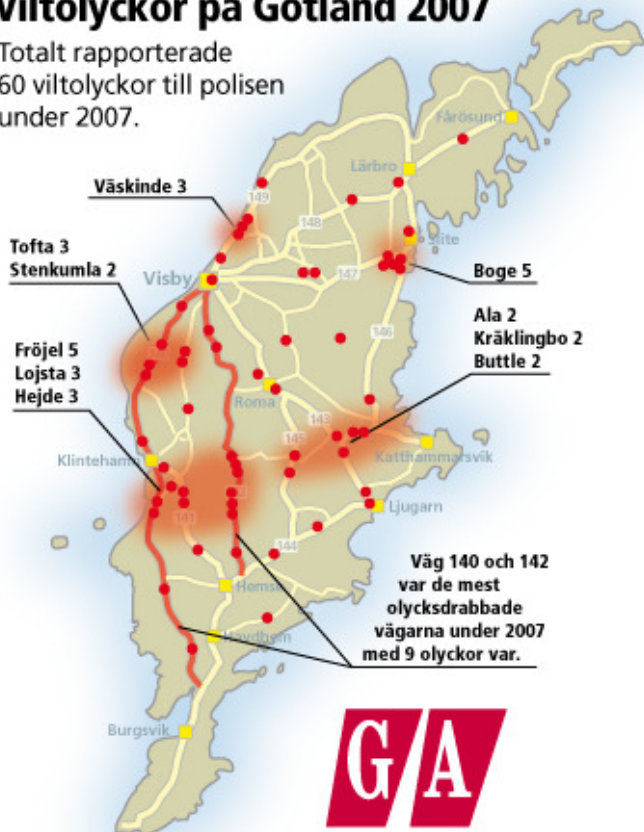 Viltolyckor på Gotland 2007
Totalt rapporterade
60 viltolyckor till polisen
under 2007.
Fårösund
Lärbro
Väskinde 3
149
148
Slite
Tofta 3
Stenkumla 2
Visby
147
Boge 5
146
Ala 2
Kräklingbo 2
Buttle 2
Fröjel 5
Lojsta 3
Hejde 3
Roma
143
145
Klintehamn
Katthammarsvik
141
Ljugarn
144
Väg 140 och 142
var de mest
olycksdrabbade
vägarna under 2007
med 9 olyckor var.
Hemse
Havdhem
Burgsvik
G/A